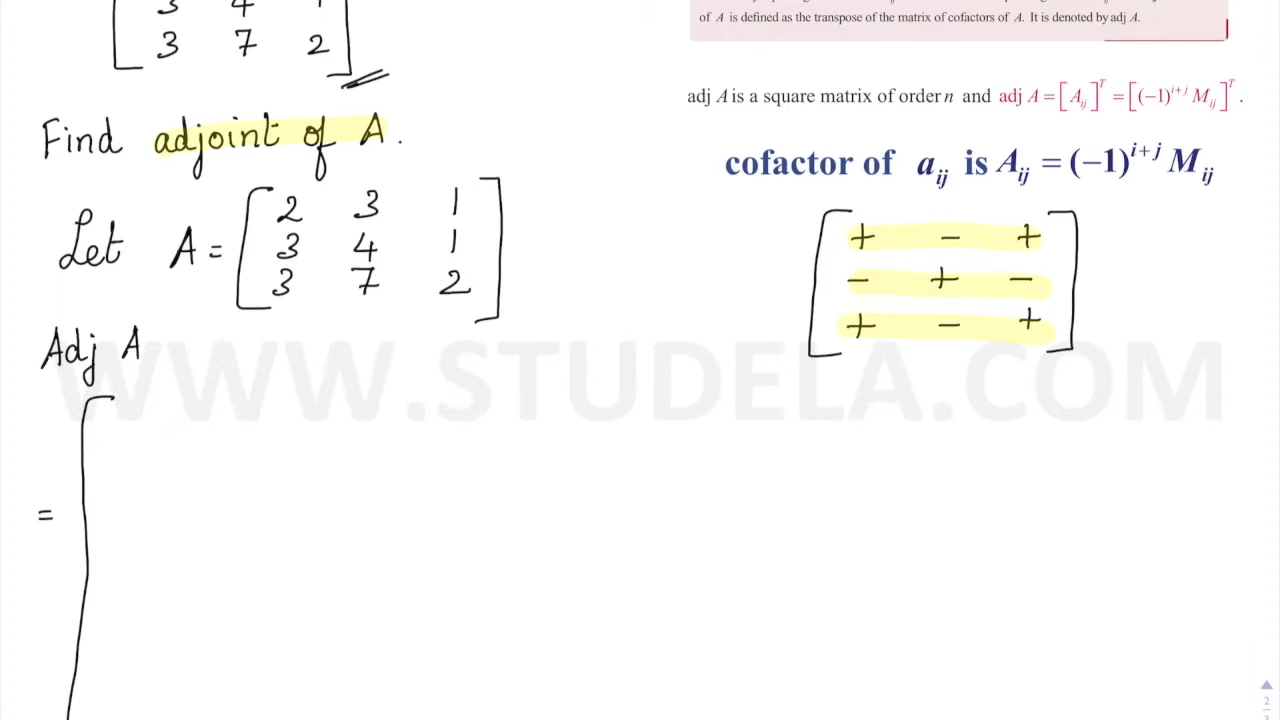 3 4 1
3 7 2
Find adjoint of A.
Let A = [ 2 3 1
3 4 1
3 7 2 ]
Adj A
= [
of A is defined as the transpose of the matrix of cofactors of A. It is denoted by adj A.
adj A is a square matrix of order n and adj A = [A_ij]^T = [(−1)^{i+j} M_ij]^T.
cofactor of a_ij is A_ij = (−1)^{i+j} M_ij
+ − +
− + −
+ − +
WWW.STUDELA.COM
2